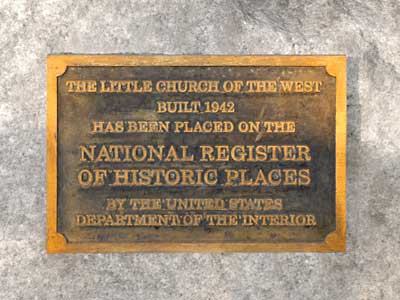 THE LITTLE CHURCH OF THE WEST
BUILT 1942
HAS BEEN PLACED ON THE
NATIONAL REGISTER
OF HISTORIC PLACES
BY THE UNITED STATES
DEPARTMENT OF THE INTERIOR